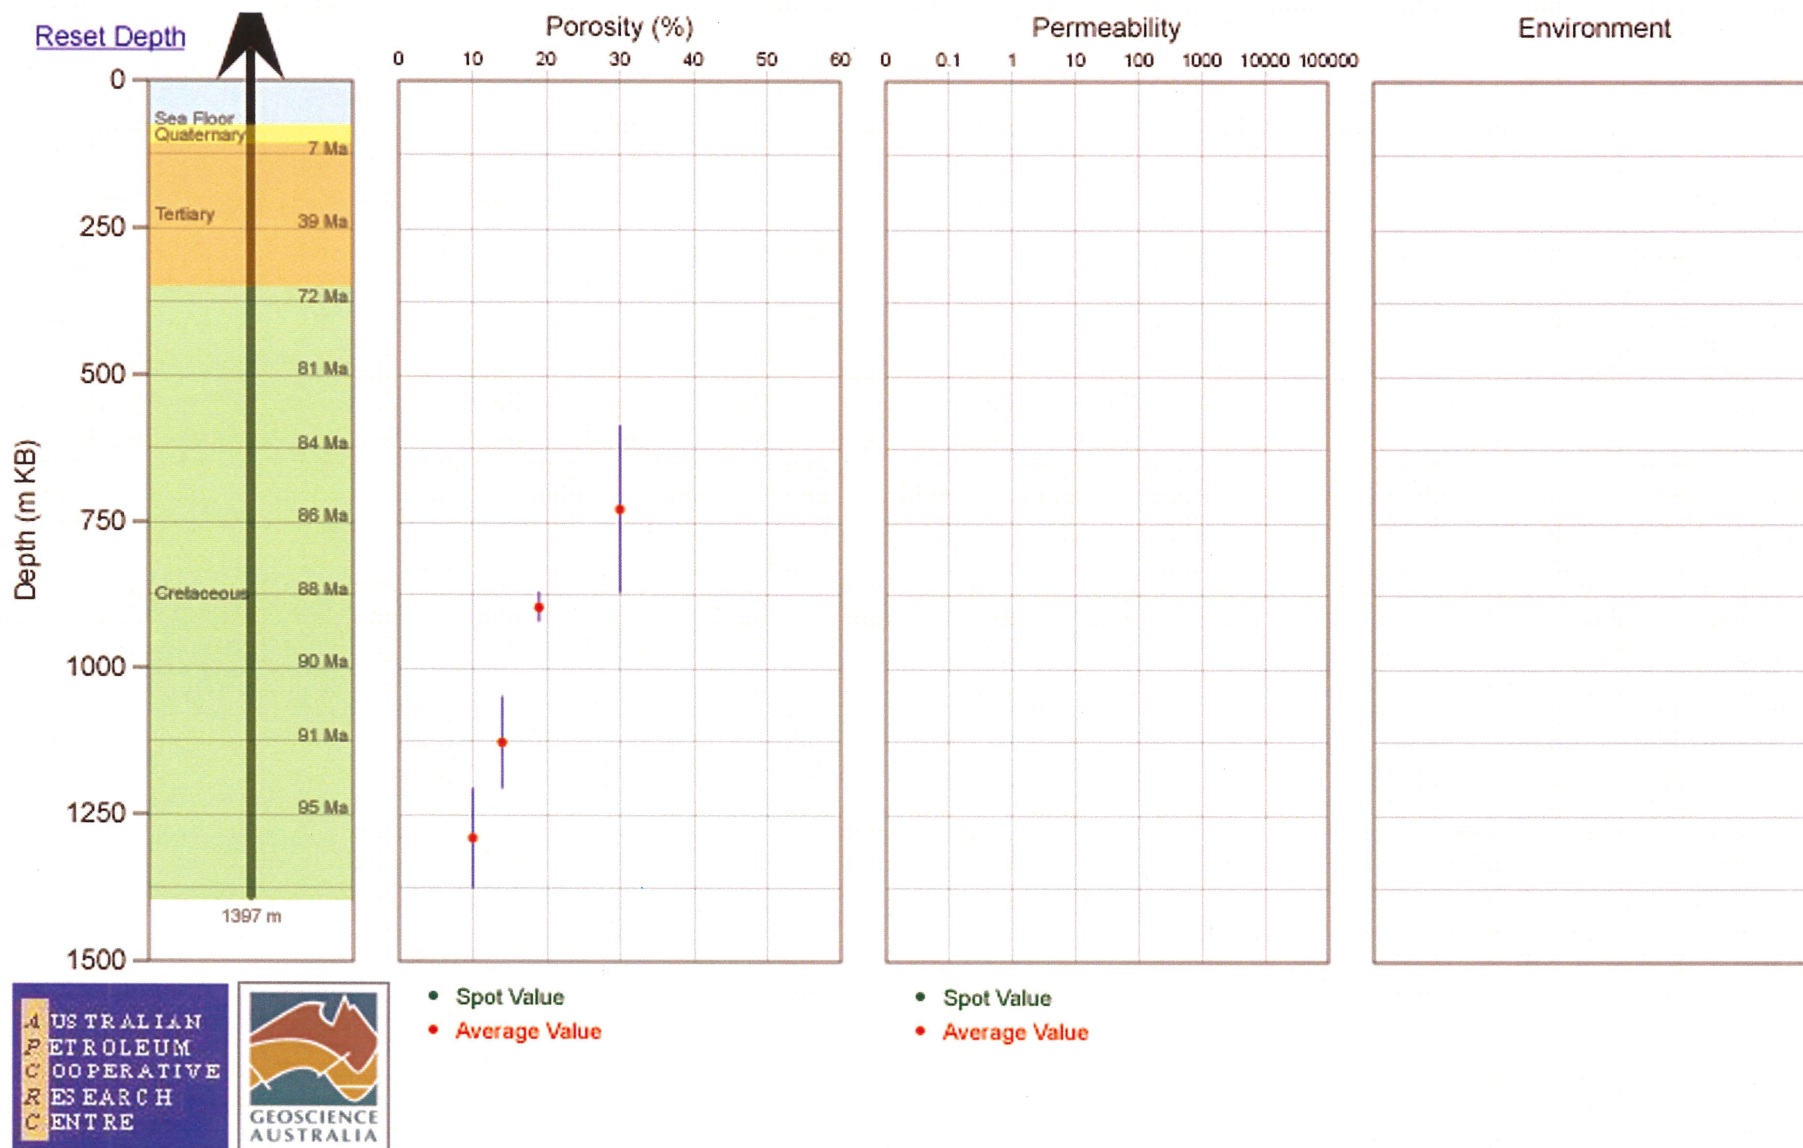 Reset Depth
Porosity (%)
Permeability
Environment
0 10 20 30 40 50 60
0 0.1 1 10 100 1000 10000 100000
Depth (m KB)
0
250
500
750
1000
1250
1500
Sea Floor
Quaternary
7 Ma
Tertiary
39 Ma
72 Ma
81 Ma
84 Ma
86 Ma
Cretaceous
88 Ma
90 Ma
91 Ma
95 Ma
1397 m
Spot Value
Average Value
Spot Value
Average Value
AUSTRALIAN
PETROLEUM
COOPERATIVE
RESEARCH
CENTRE
GEOSCIENCE
AUSTRALIA